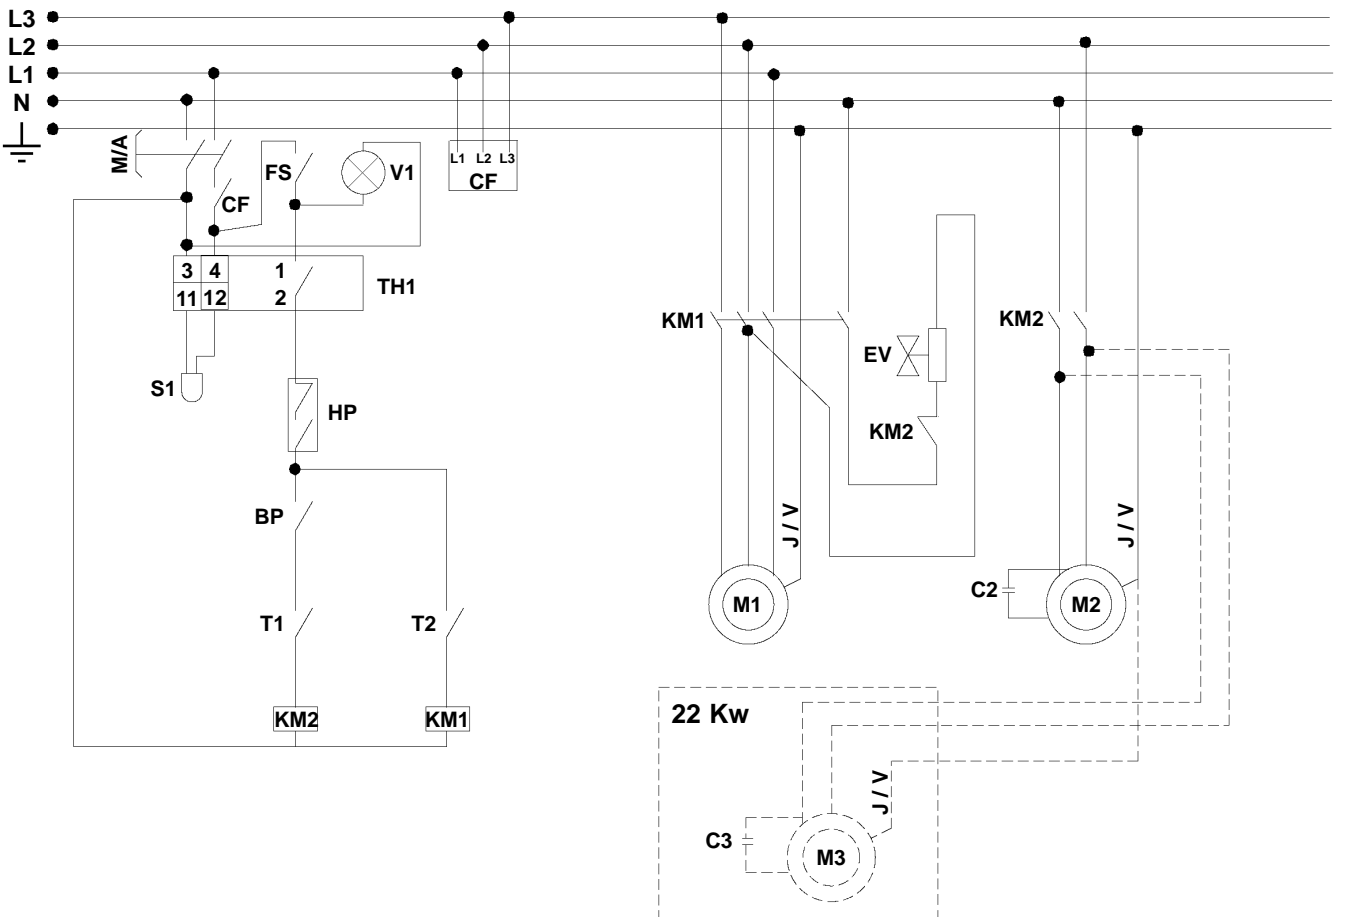 L3
L2
L1
N
M/A
FS
V1
L1 L2 L3
CF
CF
3 4 1
TH1
11 12 2
KM1
KM2
EV
S1
HP
KM2
BP
J / V
J / V
C2
M1
M2
T1
T2
KM2
KM1
22 Kw
J / V
C3
M3